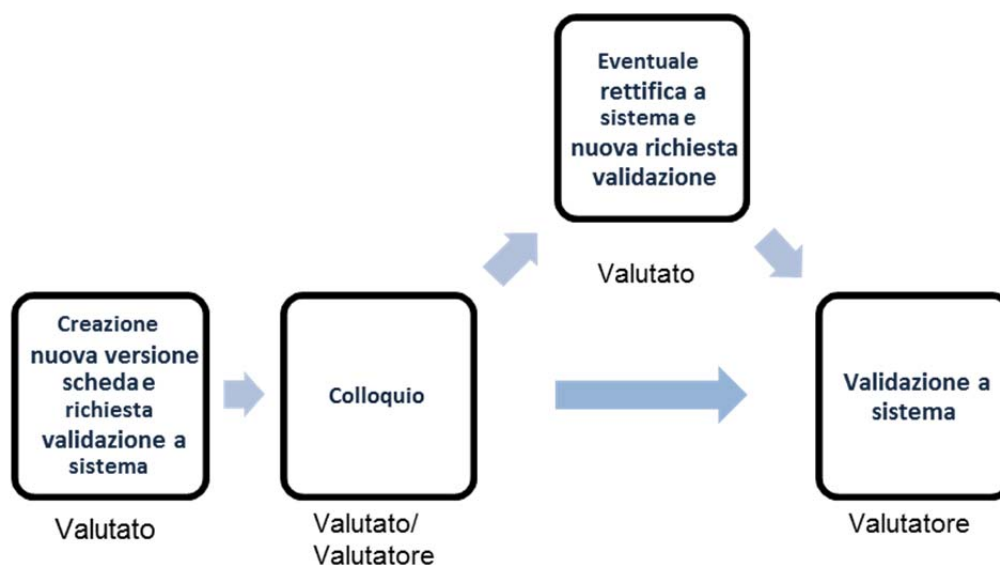 Eventuale
rettifica a
sistema e
nuova richiesta
validazione
Valutato
Creazione
nuova versione
scheda e
richiesta
validazione a
sistema
Valutato
Colloquio
Valutato/
Valutatore
Validazione a
sistema
Valutatore